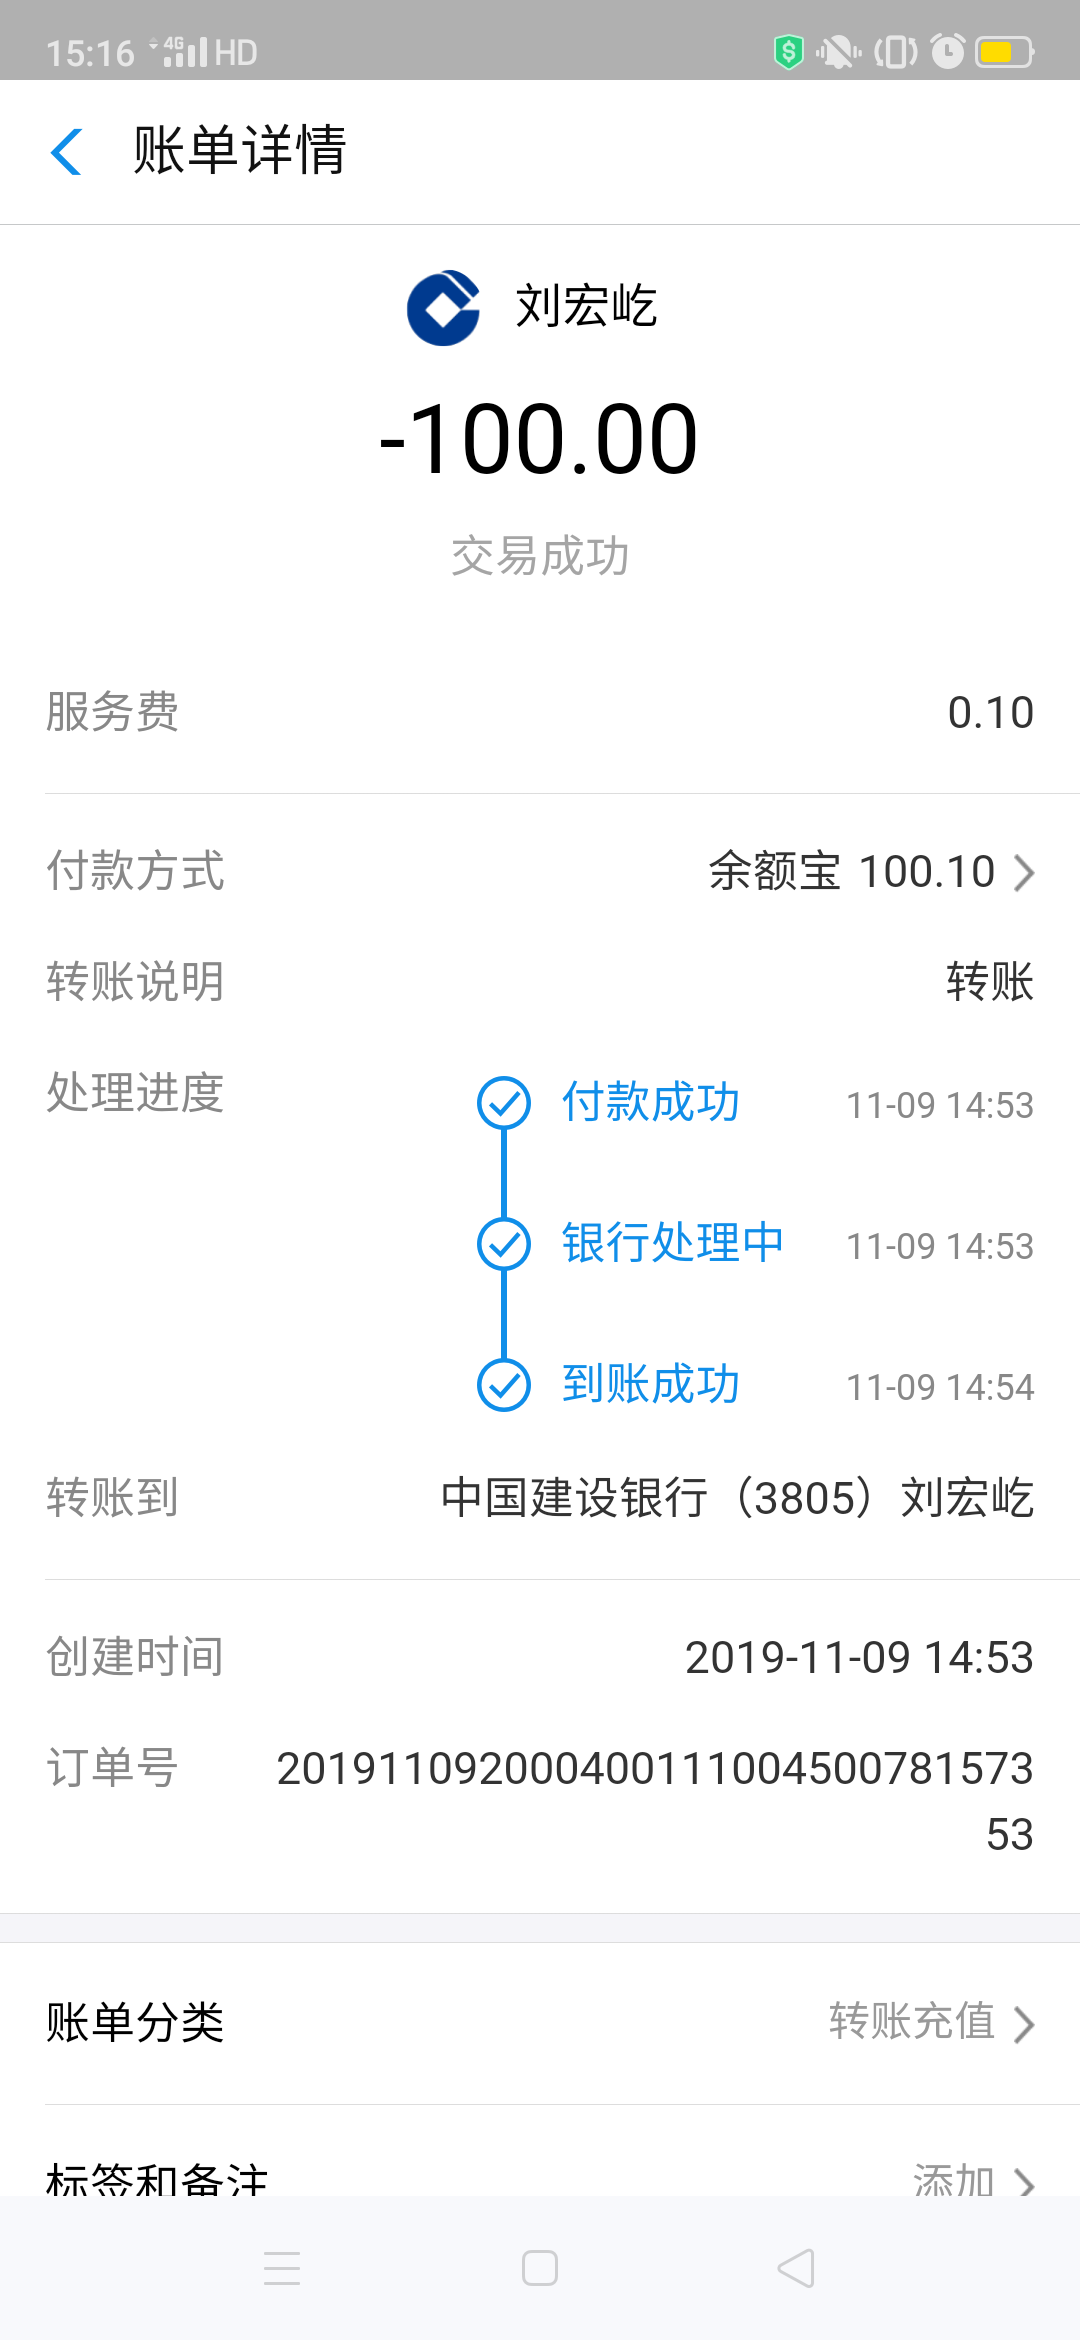 15:16 4G HD
账单详情
刘宏屹
-100.00
交易成功
服务费 0.10
付款方式 余额宝 100.10
转账说明 转账
处理进度 付款成功 11-09 14:53
银行处理中 11-09 14:53
到账成功 11-09 14:54
转账到 中国建设银行（3805）刘宏屹
创建时间 2019-11-09 14:53
订单号 201911092000400111004500781573
53
账单分类 转账充值
标签和备注 添加